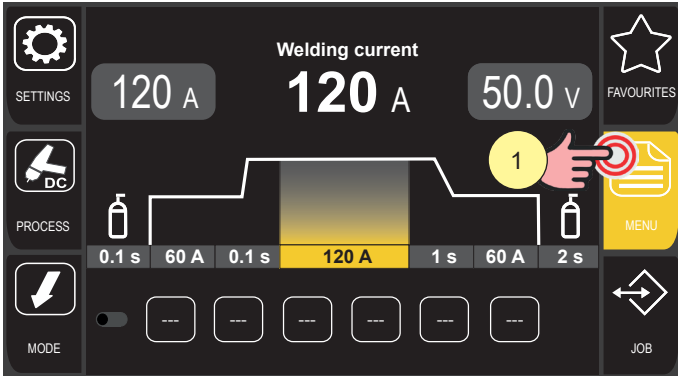 SETTINGS
Welding current
120 A
120 A
50.0 V
FAVOURITES
DC
PROCESS
1
MENU
0.1 s 60 A 0.1 s 120 A 1 s 60 A 2 s
MODE
--- --- --- --- --- ---
JOB